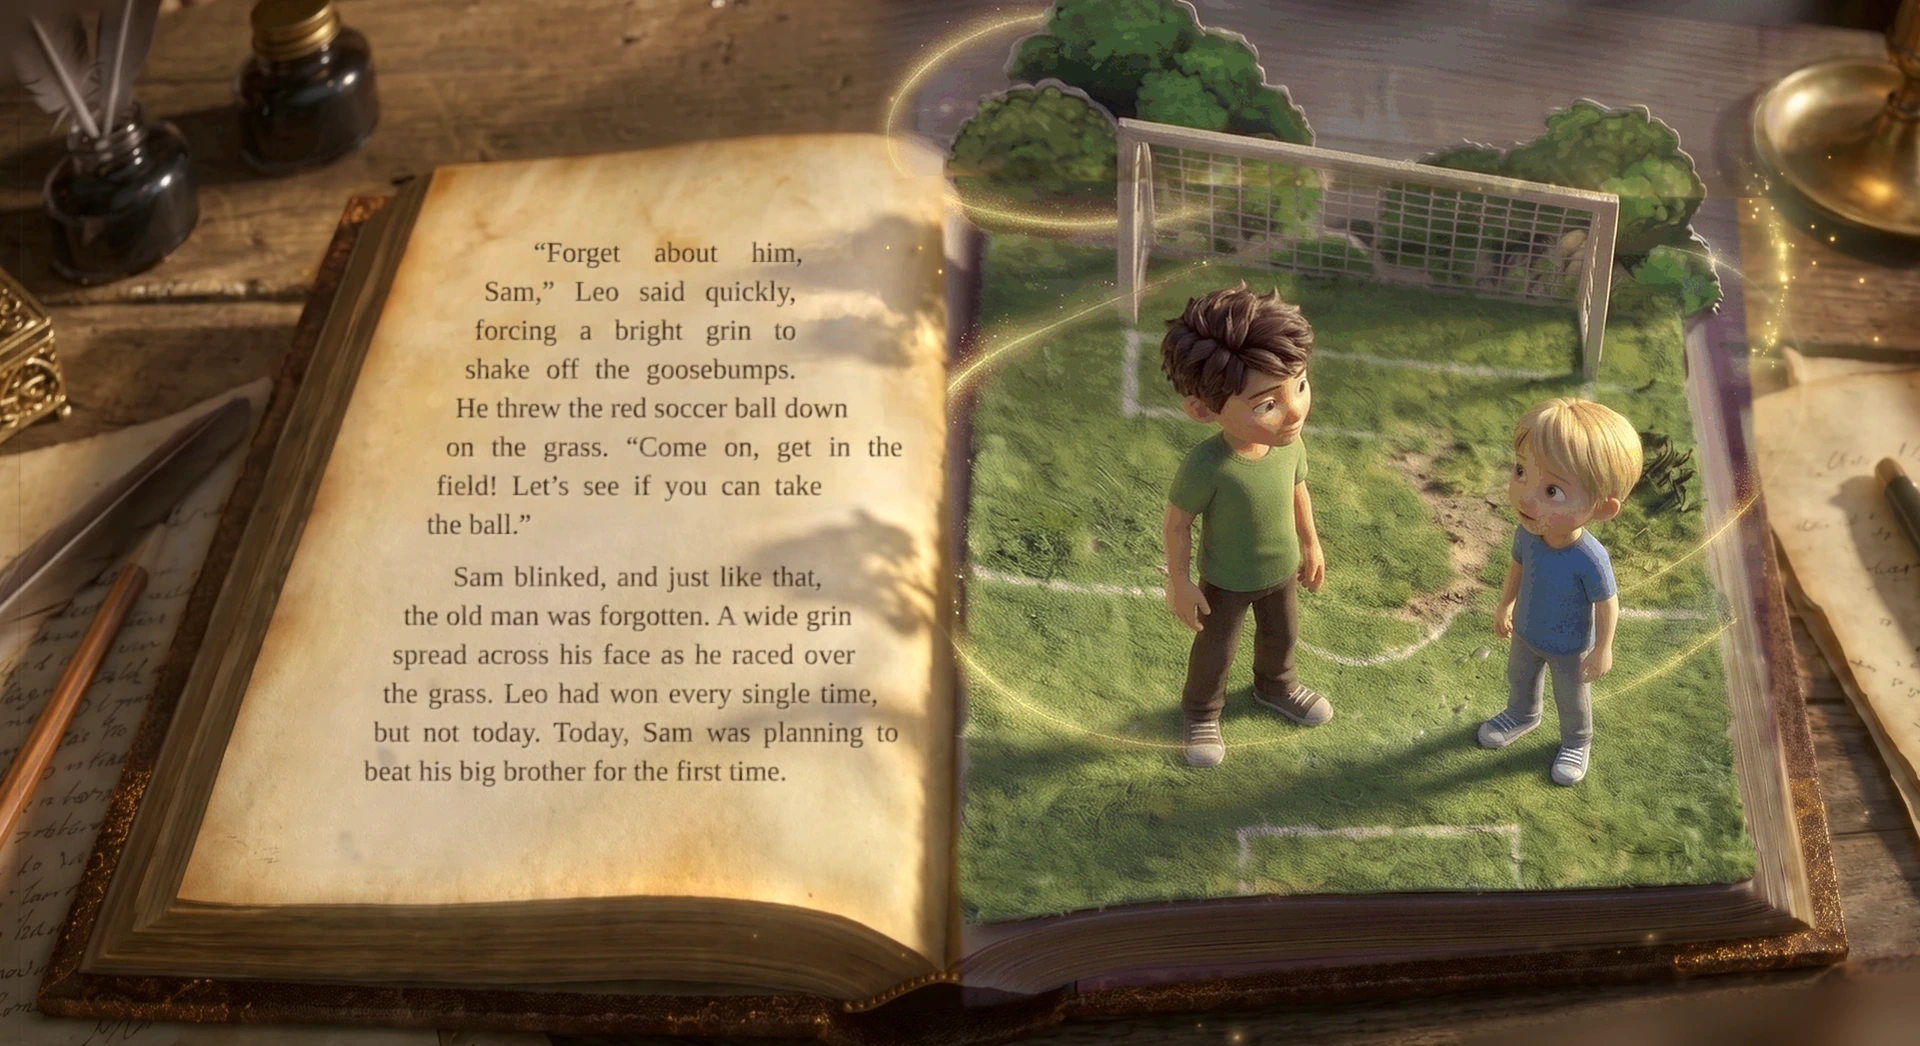 “Forget about him,
Sam,” Leo said quickly,
forcing a bright grin to
shake off the goosebumps.
He threw the red soccer ball down
on the grass. “Come on, get in the
field! Let’s see if you can take
the ball.”
Sam blinked, and just like that,
the old man was forgotten. A wide grin
spread across his face as he raced over
the grass. Leo had won every single time,
but not today. Today, Sam was planning to
beat his big brother for the first time.